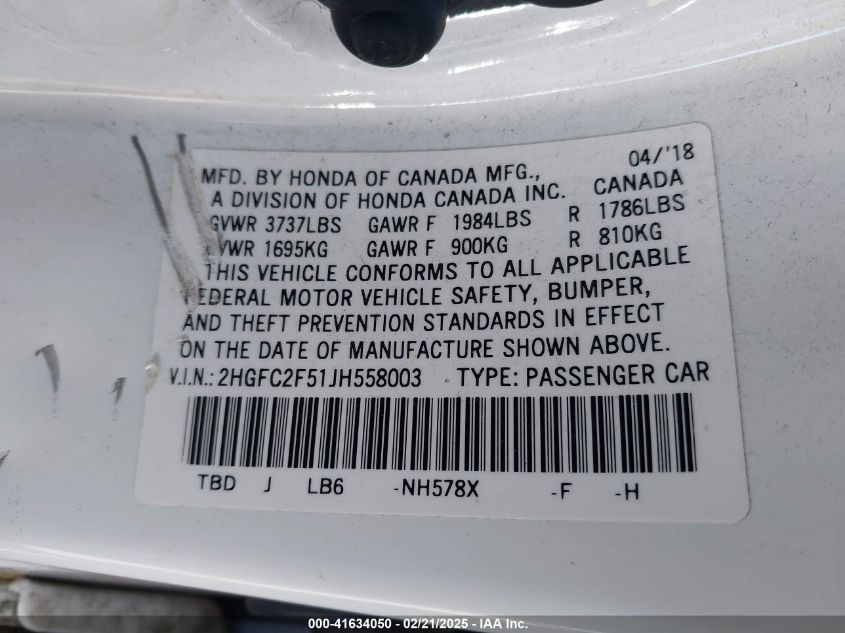 MFD. BY HONDA OF CANADA MFG., 04/'18
A DIVISION OF HONDA CANADA INC. CANADA
GVWR 3737LBS GAWR F 1984LBS R 1786LBS
GVWR 1695KG GAWR F 900KG R 810KG
THIS VEHICLE CONFORMS TO ALL APPLICABLE
FEDERAL MOTOR VEHICLE SAFETY, BUMPER,
AND THEFT PREVENTION STANDARDS IN EFFECT
ON THE DATE OF MANUFACTURE SHOWN ABOVE.
V.I.N.: 2HGFC2F51JH558003 TYPE: PASSENGER CAR
TBD J LB6 -NH578X -F -H
000-41634050 - 02/21/2025 - IAA Inc.